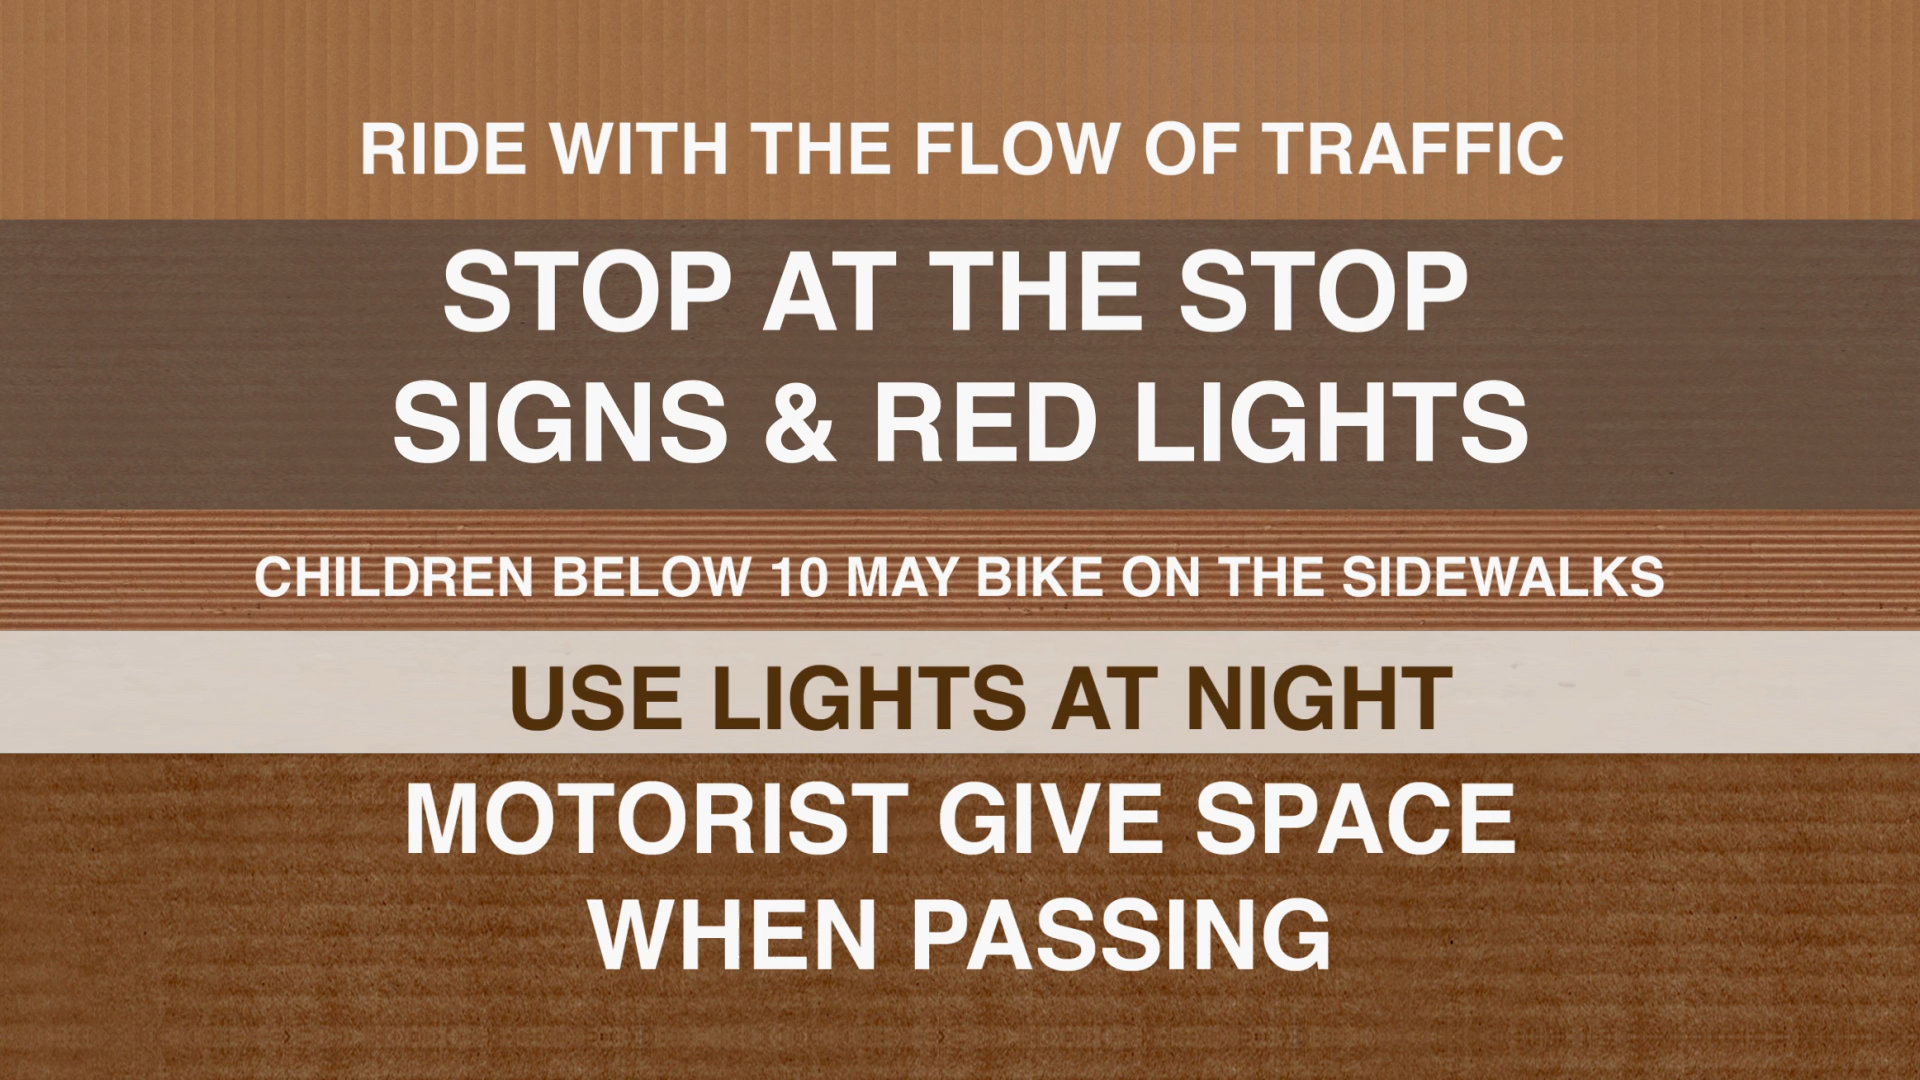 RIDE WITH THE FLOW OF TRAFFIC
STOP AT THE STOP
SIGNS & RED LIGHTS
CHILDREN BELOW 10 MAY BIKE ON THE SIDEWALKS
USE LIGHTS AT NIGHT
MOTORIST GIVE SPACE
WHEN PASSING